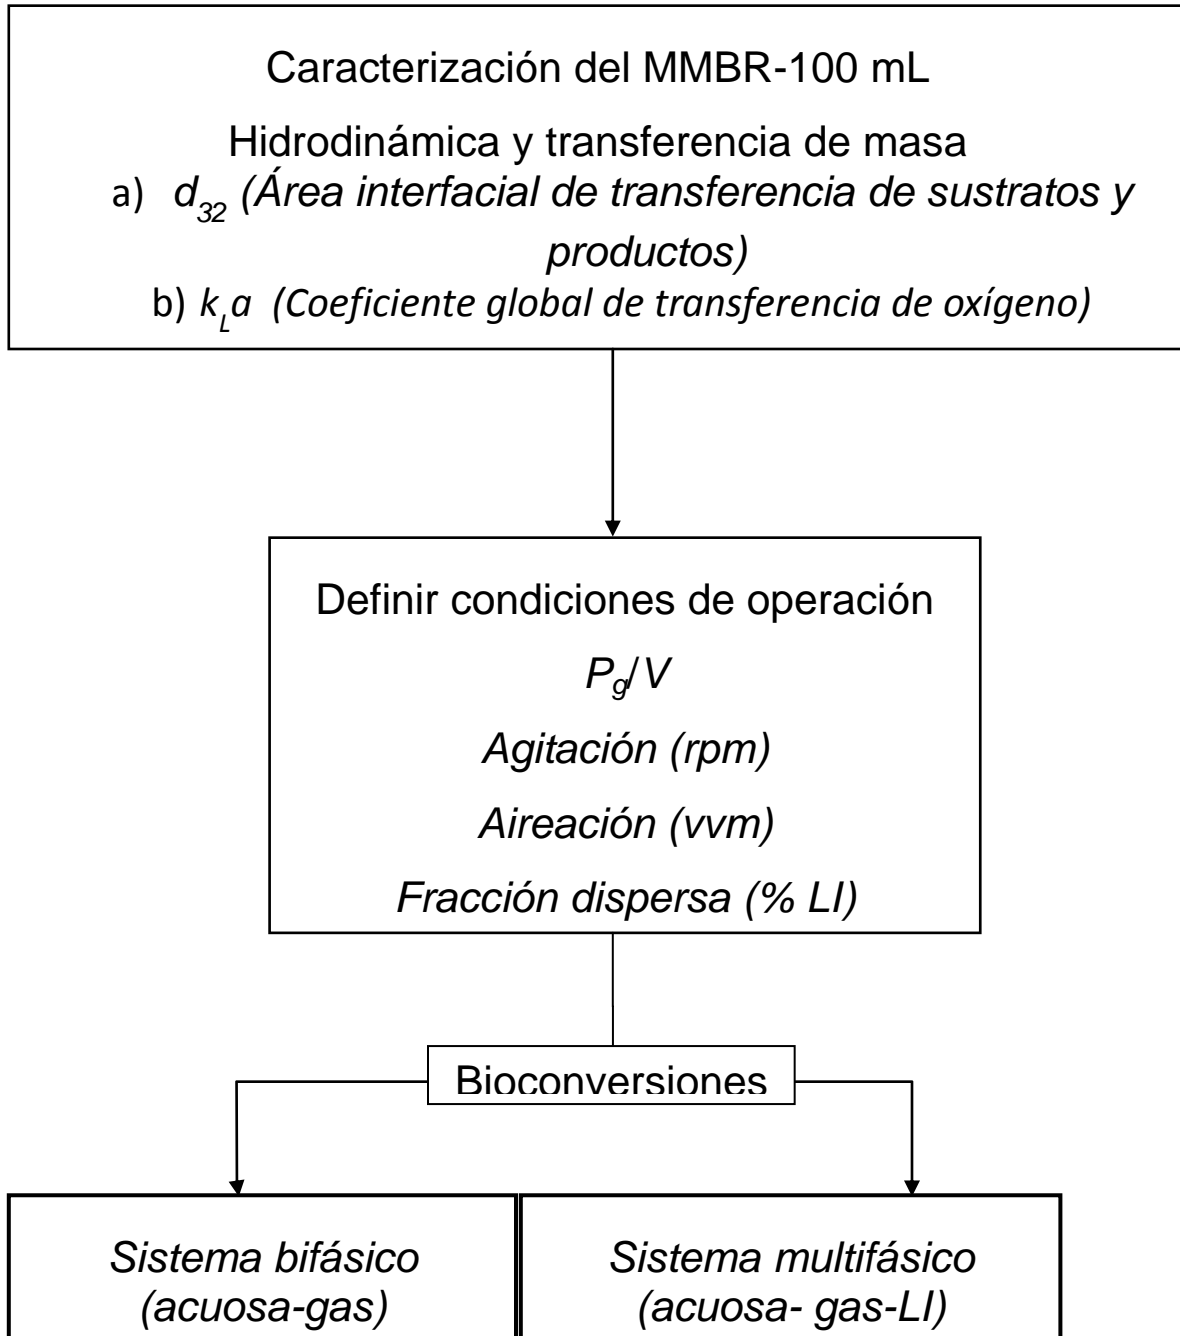 Caracterización del MMBR-100 mL
Hidrodinámica y transferencia de masa
a) d32 (Área interfacial de transferencia de sustratos y
productos)
b) kLa (Coeficiente global de transferencia de oxígeno)
Definir condiciones de operación
Pg/V
Agitación (rpm)
Aireación (vvm)
Fracción dispersa (% LI)
Bioconversiones
Sistema bifásico
(acuosa-gas)
Sistema multifásico
(acuosa- gas-LI)